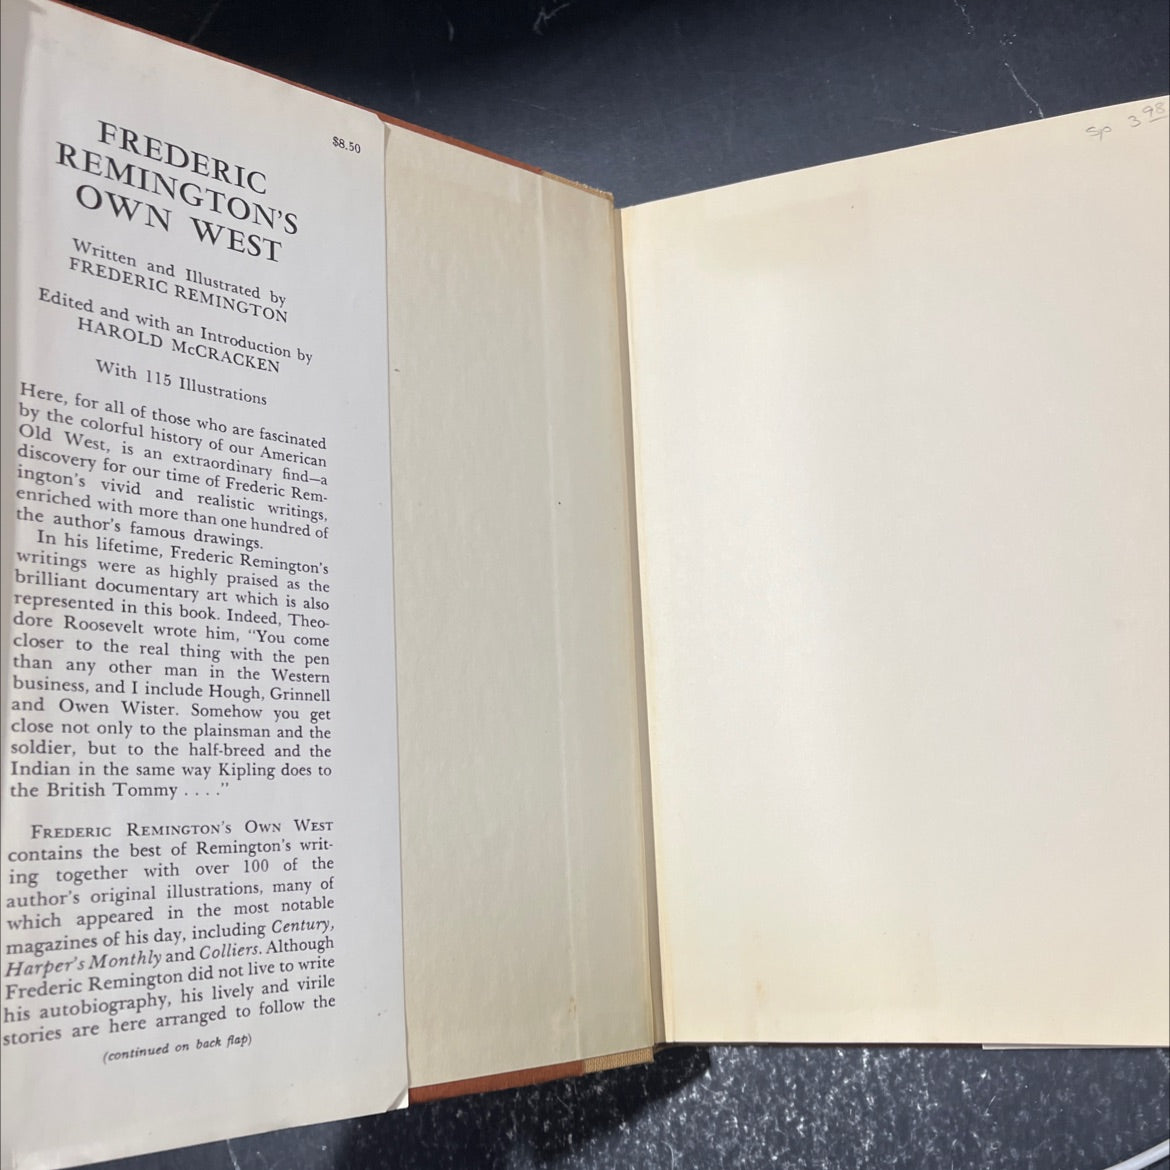 $8.50
FREDERIC
REMINGTON'S
OWN WEST
Written and Illustrated by
FREDERIC REMINGTON
Edited and with an Introduction by
HAROLD McCRACKEN
With 115 Illustrations
Here, for all of those who are fascinated
by the colorful history of our American
Old West, is an extraordinary find—a
discovery for our time of Frederic Rem-
ington's vivid and realistic writings,
enriched with more than one hundred of
the author's famous drawings.
In his lifetime, Frederic Remington's
writings were as highly praised as the
brilliant documentary art which is also
represented in this book. Indeed, Theo-
dore Roosevelt wrote him, "You come
closer to the real thing with the pen
than any other man in the Western
business, and I include Hough, Grinnell
and Owen Wister. Somehow you get
close not only to the plainsman and the
soldier, but to the half-breed and the
Indian in the same way Kipling does to
the British Tommy . . . ."
FREDERIC REMINGTON'S OWN WEST
contains the best of Remington's writ-
ing together with over 100 of the
author's original illustrations, many of
which appeared in the most notable
magazines of his day, including Century,
Harper's Monthly and Colliers. Although
Frederic Remington did not live to write
his autobiography, his lively and virile
stories are here arranged to follow the
(continued on back flap)
Sp 3 98